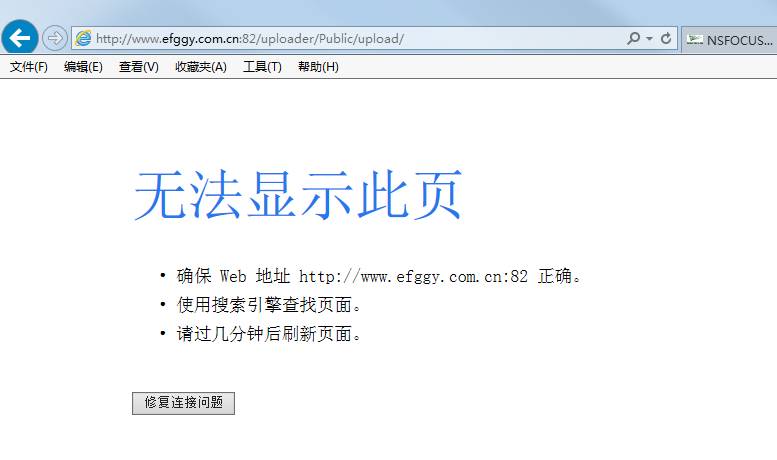 http://www.efggy.com.cn:82/uploader/Public/upload/
NSFOCUS...
文件(F) 编辑(E) 查看(V) 收藏夹(A) 工具(T) 帮助(H)
无法显示此页
• 确保 Web 地址 http://www.efggy.com.cn:82 正确。
• 使用搜索引擎查找页面。
• 请过几分钟后刷新页面。
修复连接问题